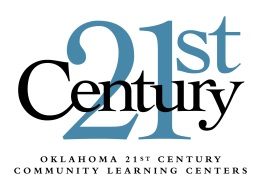 21st
Century
OKLAHOMA 21ST CENTURY
COMMUNITY LEARNING CENTERS